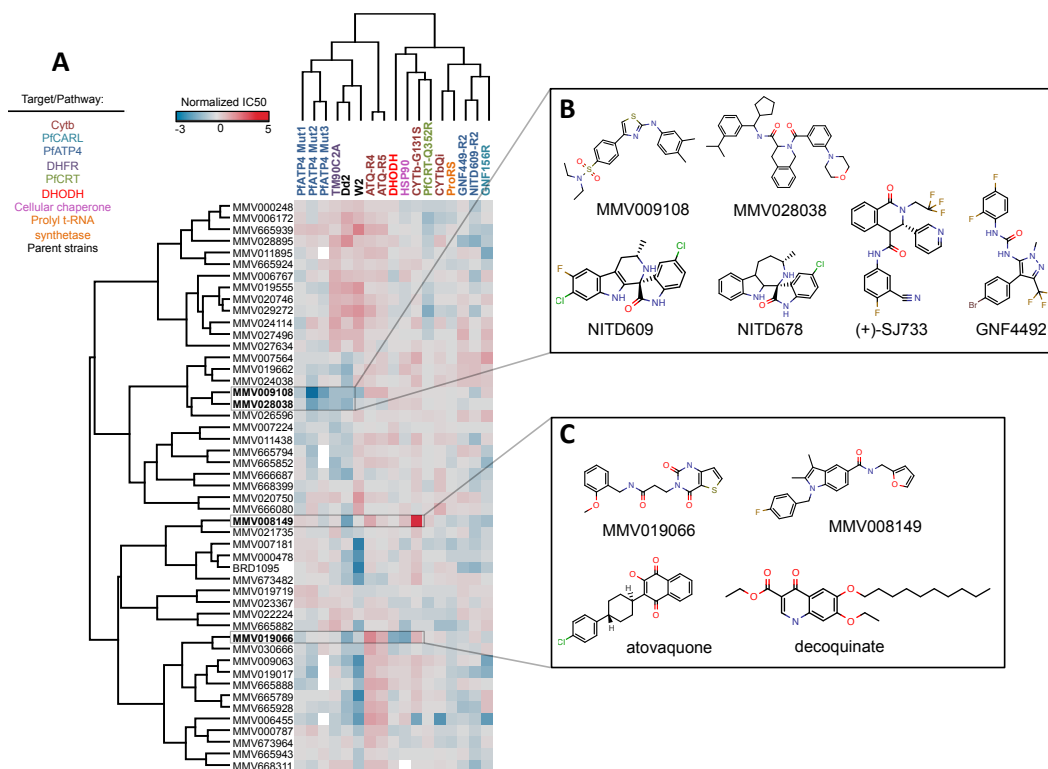 A
Target/Pathway:
Cytb
PfCARL
PfATP4
DHFR
PfCRT
DHODH
Cellular chaperone
Prolyl t-RNA
synthetase
Parent strains
Normalized IC50
-3
5
PfATP4 Mut1
PfATP4 Mut2
PfATP4 Mut3
TM90C2A
Dd2
W2
ATQ-R4
ATQ-R5
DHODH
HSP90
CYTb-G131S
PfCRT-Q352R
CYTbQi
ProRS
GNF449-R2
NITD609-R2
GNF156R
MMV000248
MMV006172
MMV665939
MMV028895
MMV011895
MMV665924
MMV006767
MMV019555
MMV020746
MMV029272
MMV024114
MMV027496
MMV027634
MMV007564
MMV019662
MMV024038
MMV009108
MMV028038
MMV026596
MMV007224
MMV011438
MMV665794
MMV665852
MMV666687
MMV668399
MMV020750
MMV666080
MMV008149
MMV021735
MMV007181
MMV000478
BRD1095
MMV673482
MMV019719
MMV023367
MMV022224
MMV665882
MMV019066
MMV030666
MMV009063
MMV019017
MMV665888
MMV665789
MMV665928
MMV006455
MMV000787
MMV673964
MMV665943
MMV668311
B
MMV009108
MMV028038
NITD609
NITD678
(+)-SJ733
GNF4492
C
MMV019066
MMV008149
atovaquone
decoquinate